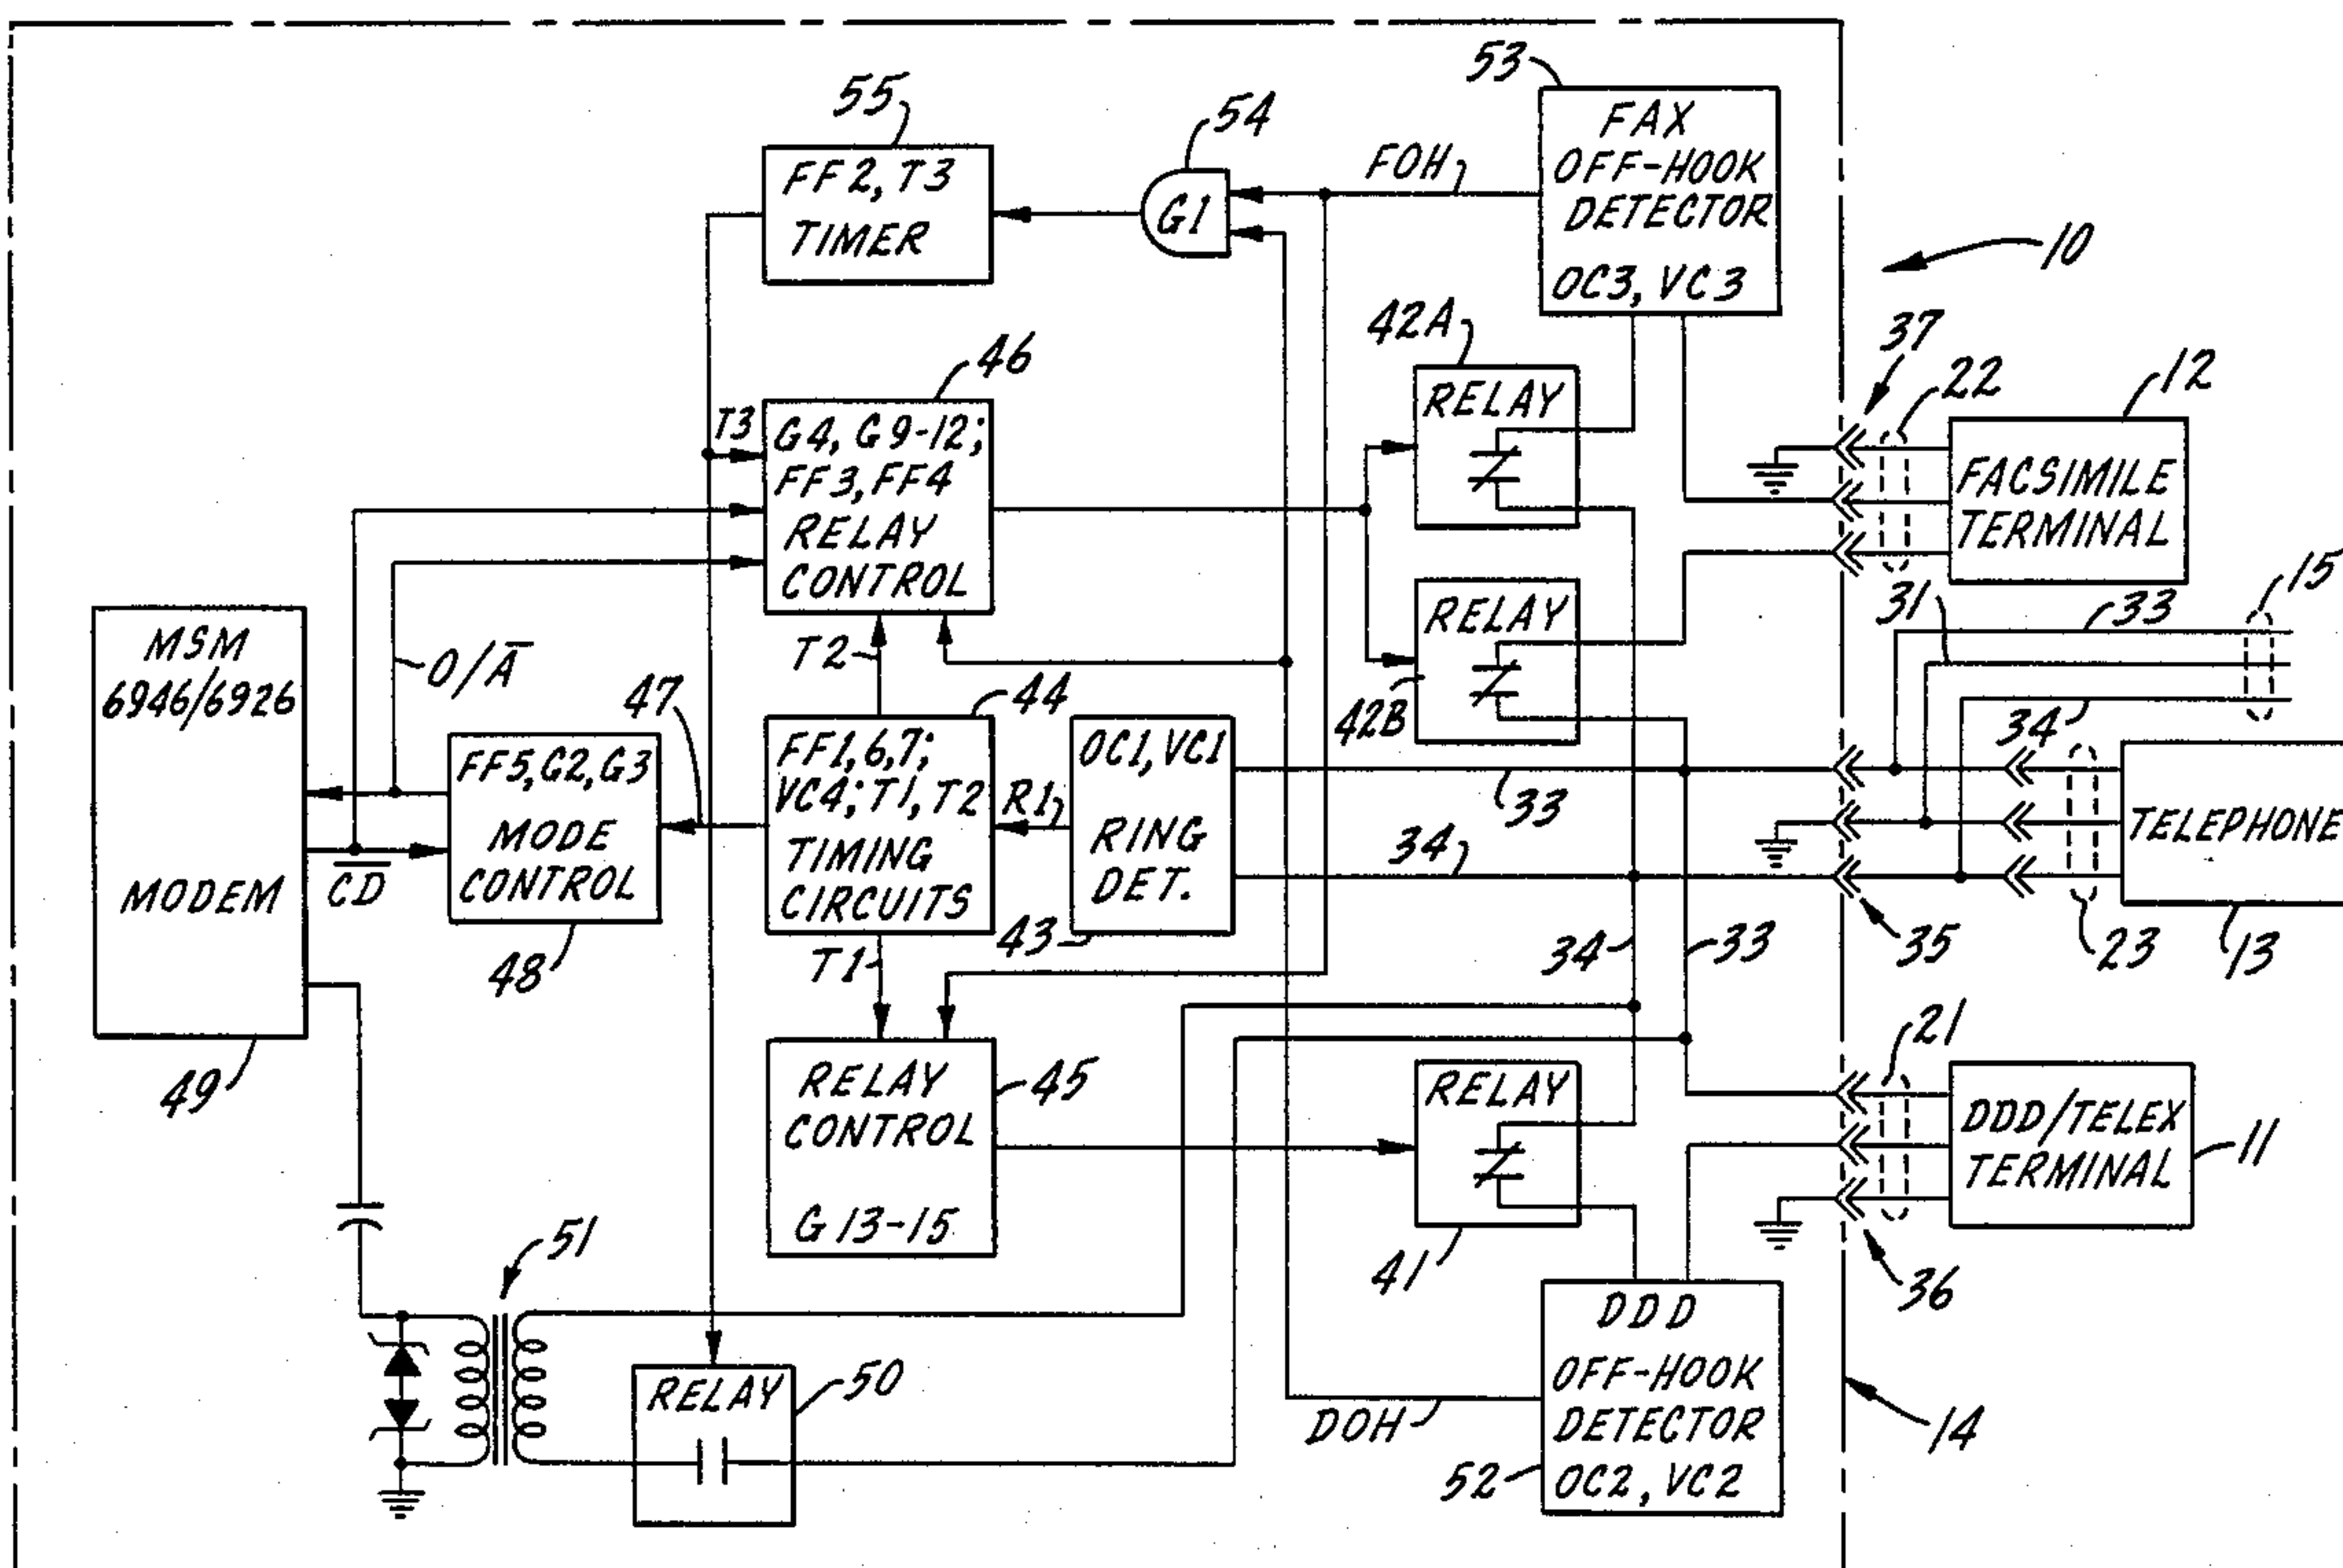 53
55
54
FAX
OFF-HOOK
DETECTOR
OC3, VC3
FF2, T3
TIMER
G1
FOH
10
42A
37
46
RELAY
22
12
T3
G4, G9-12;
FF3, FF4
RELAY
CONTROL
FACSIMILE
TERMINAL
15
31
33
MSM
6946/6926
MODEM
O/A̅
T2
RELAY
42B
34
47
44
FF5, G2, G3
MODE
CONTROL
FF1,6,7;
VC4; T1, T2
TIMING
CIRCUITS
R1
OC1, VC1
RING
DET.
33
34
TELEPHONE
C̅D̅
48
43
T1
34
33
35
23
13
49
RELAY
CONTROL
G13-15
45
RELAY
21
DDD/TELEX
TERMINAL
11
51
41
36
DDD
OFF-HOOK
DETECTOR
OC2, VC2
RELAY
50
DOH
52
14